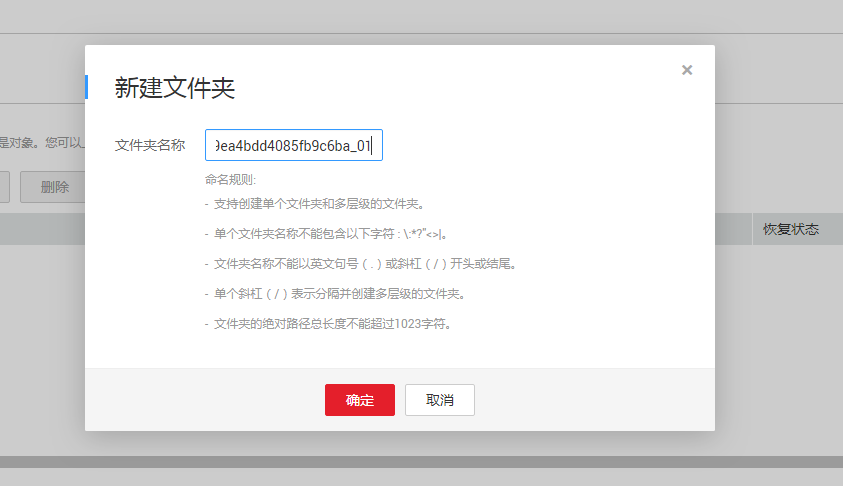 ×
新建文件夹
是对象。您可以
文件夹名称 9ea4bdd4085fb9c6ba_01
命名规则:
删除
- 支持创建单个文件夹和多层级的文件夹。
- 单个文件夹名称不能包含以下字符 : \:*?"<>|。
恢复状态
- 文件夹名称不能以英文句号（.）或斜杠（/）开头或结尾。
- 单个斜杠（/）表示分隔并创建多层级的文件夹。
- 文件夹的绝对路径总长度不能超过1023字符。
确定 取消